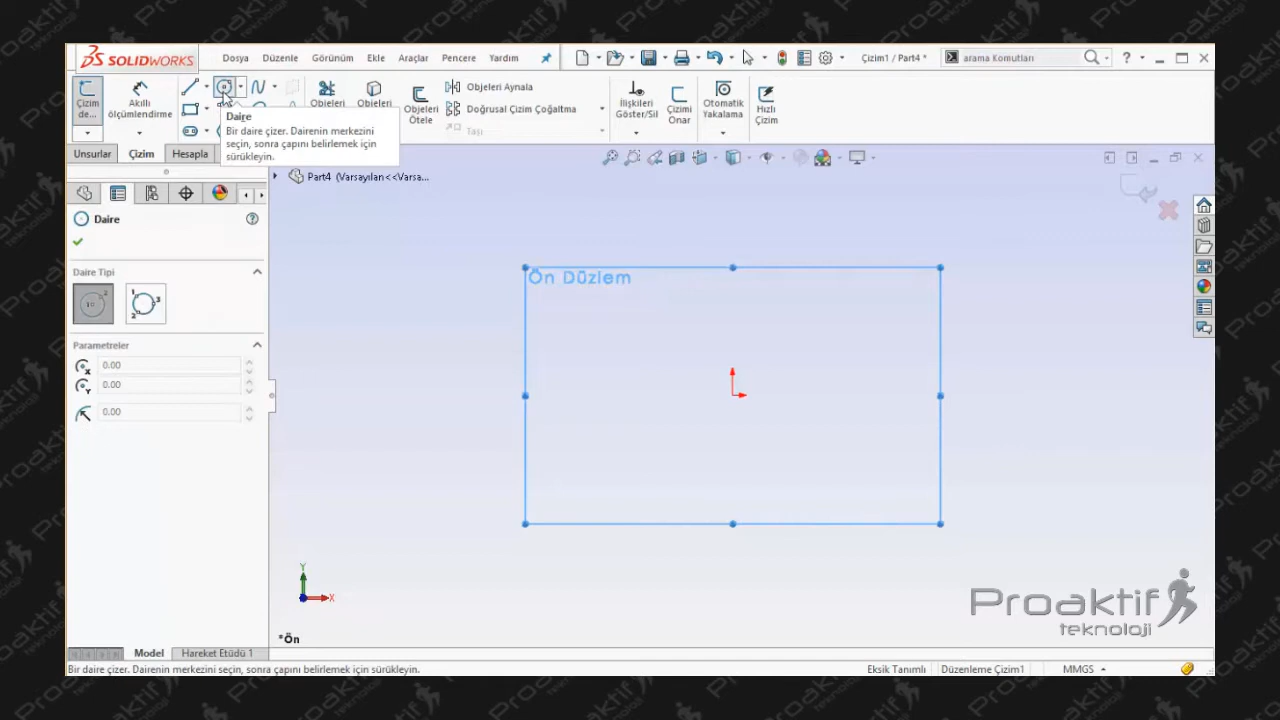 SOLIDWORKS
Dosya Düzenle Görünüm Ekle Araçlar Pencere Yardım
Çizim1 / Part4 *
arama Komutları
Çizim de...
Akıllı ölçümlendirme
Objeleri
Objeleri
Objeleri Ötele
Objeleri Aynala
Doğrusal Çizim Çoğaltma
Taşı
İlişkileri Göster/Sil
Çizimi Onar
Otomatik Yakalama
Hızlı Çizim
Daire
Bir daire çizer. Dairenin merkezini
seçin, sonra çapını belirlemek için
sürükleyin.
Unsurlar Çizim Hesapla
Part4 (Varsayılan<<Varsa...
Daire
Daire Tipi
Parametreler
0.00
0.00
0.00
Ön Düzlem
Y
X
*Ön
Proaktif
teknoloji
Model Hareket Etüdü 1
Bir daire çizer. Dairenin merkezini seçin, sonra çapını belirlemek için sürükleyin.
Eksik Tanımlı Düzenleme Çizim1 MMGS